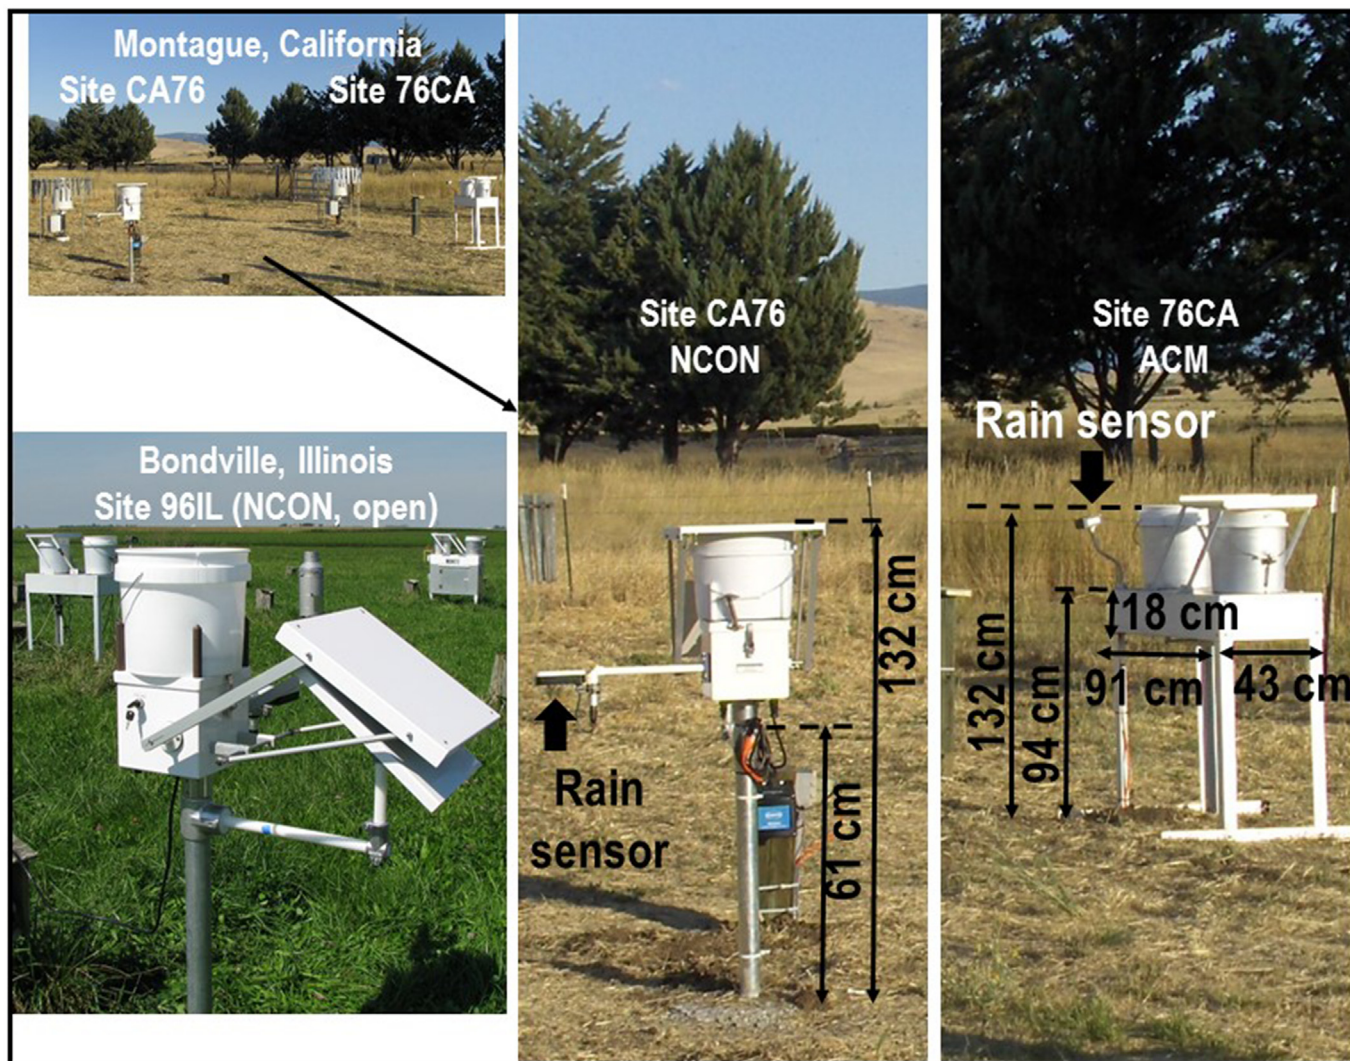 Montague, California
Site CA76
Site 76CA
Bondville, Illinois
Site 96IL (NCON, open)
Site CA76
NCON
Rain
sensor
132 cm
61 cm
Site 76CA
ACM
Rain sensor
18 cm
91 cm
43 cm
132 cm
94 cm